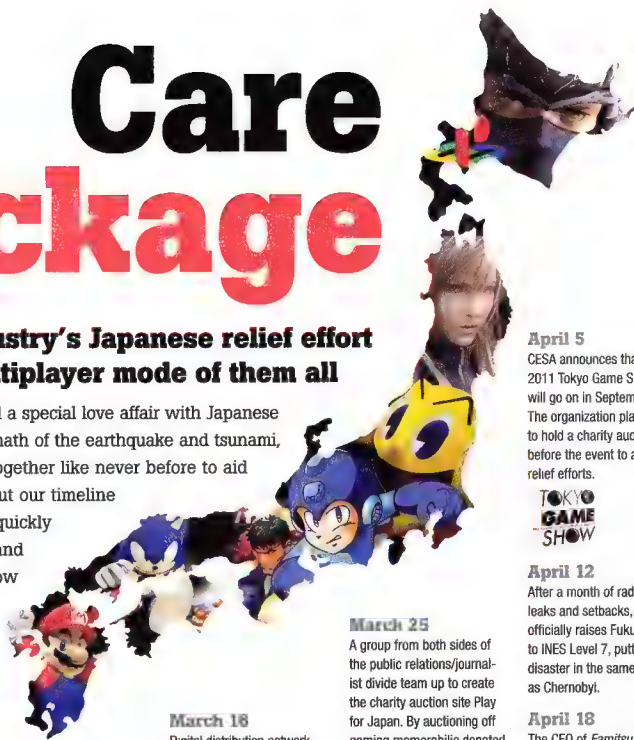 Care
ckage
ustry's Japanese relief effort
tiplayer mode of them all
a special love affair with Japanese
ath of the earthquake and tsunami,
ogether like never before to aid
ut our timeline
quickly
and
ow
March 16
Digital distribution network
March 25
A group from both sides of
the public relations/journal-
ist divide team up to create
the charity auction site Play
for Japan. By auctioning off
gaming memorabilia donated
April 5
CESA announces tha
2011 Tokyo Game S
will go on in Septem
The organization pla
to hold a charity auc
before the event to a
relief efforts.
TOKYO
GAME
SHOW
April 12
After a month of rad
leaks and setbacks,
officially raises Fuku
to INES Level 7, putt
disaster in the same
as Chernobyl.
April 18
The CEO of Famitsu